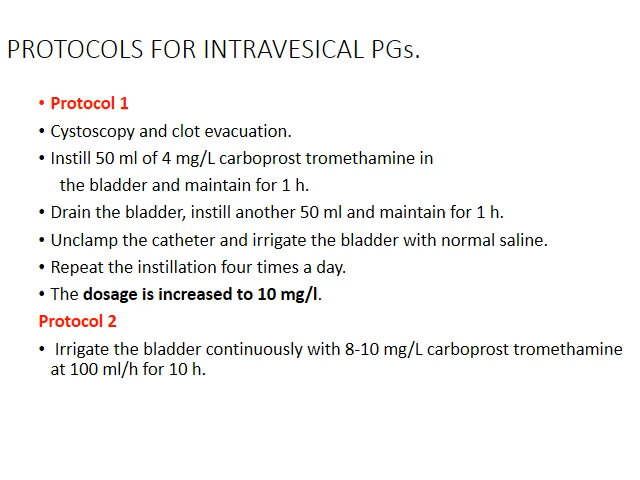 PROTOCOLS FOR INTRAVESICAL PGs.
• Protocol 1
• Cystoscopy and clot evacuation.
• Instill 50 ml of 4 mg/L carboprost tromethamine in
the bladder and maintain for 1 h.
• Drain the bladder, instill another 50 ml and maintain for 1 h.
• Unclamp the catheter and irrigate the bladder with normal saline.
• Repeat the instillation four times a day.
• The dosage is increased to 10 mg/l.
Protocol 2
• Irrigate the bladder continuously with 8-10 mg/L carboprost tromethamine
at 100 ml/h for 10 h.